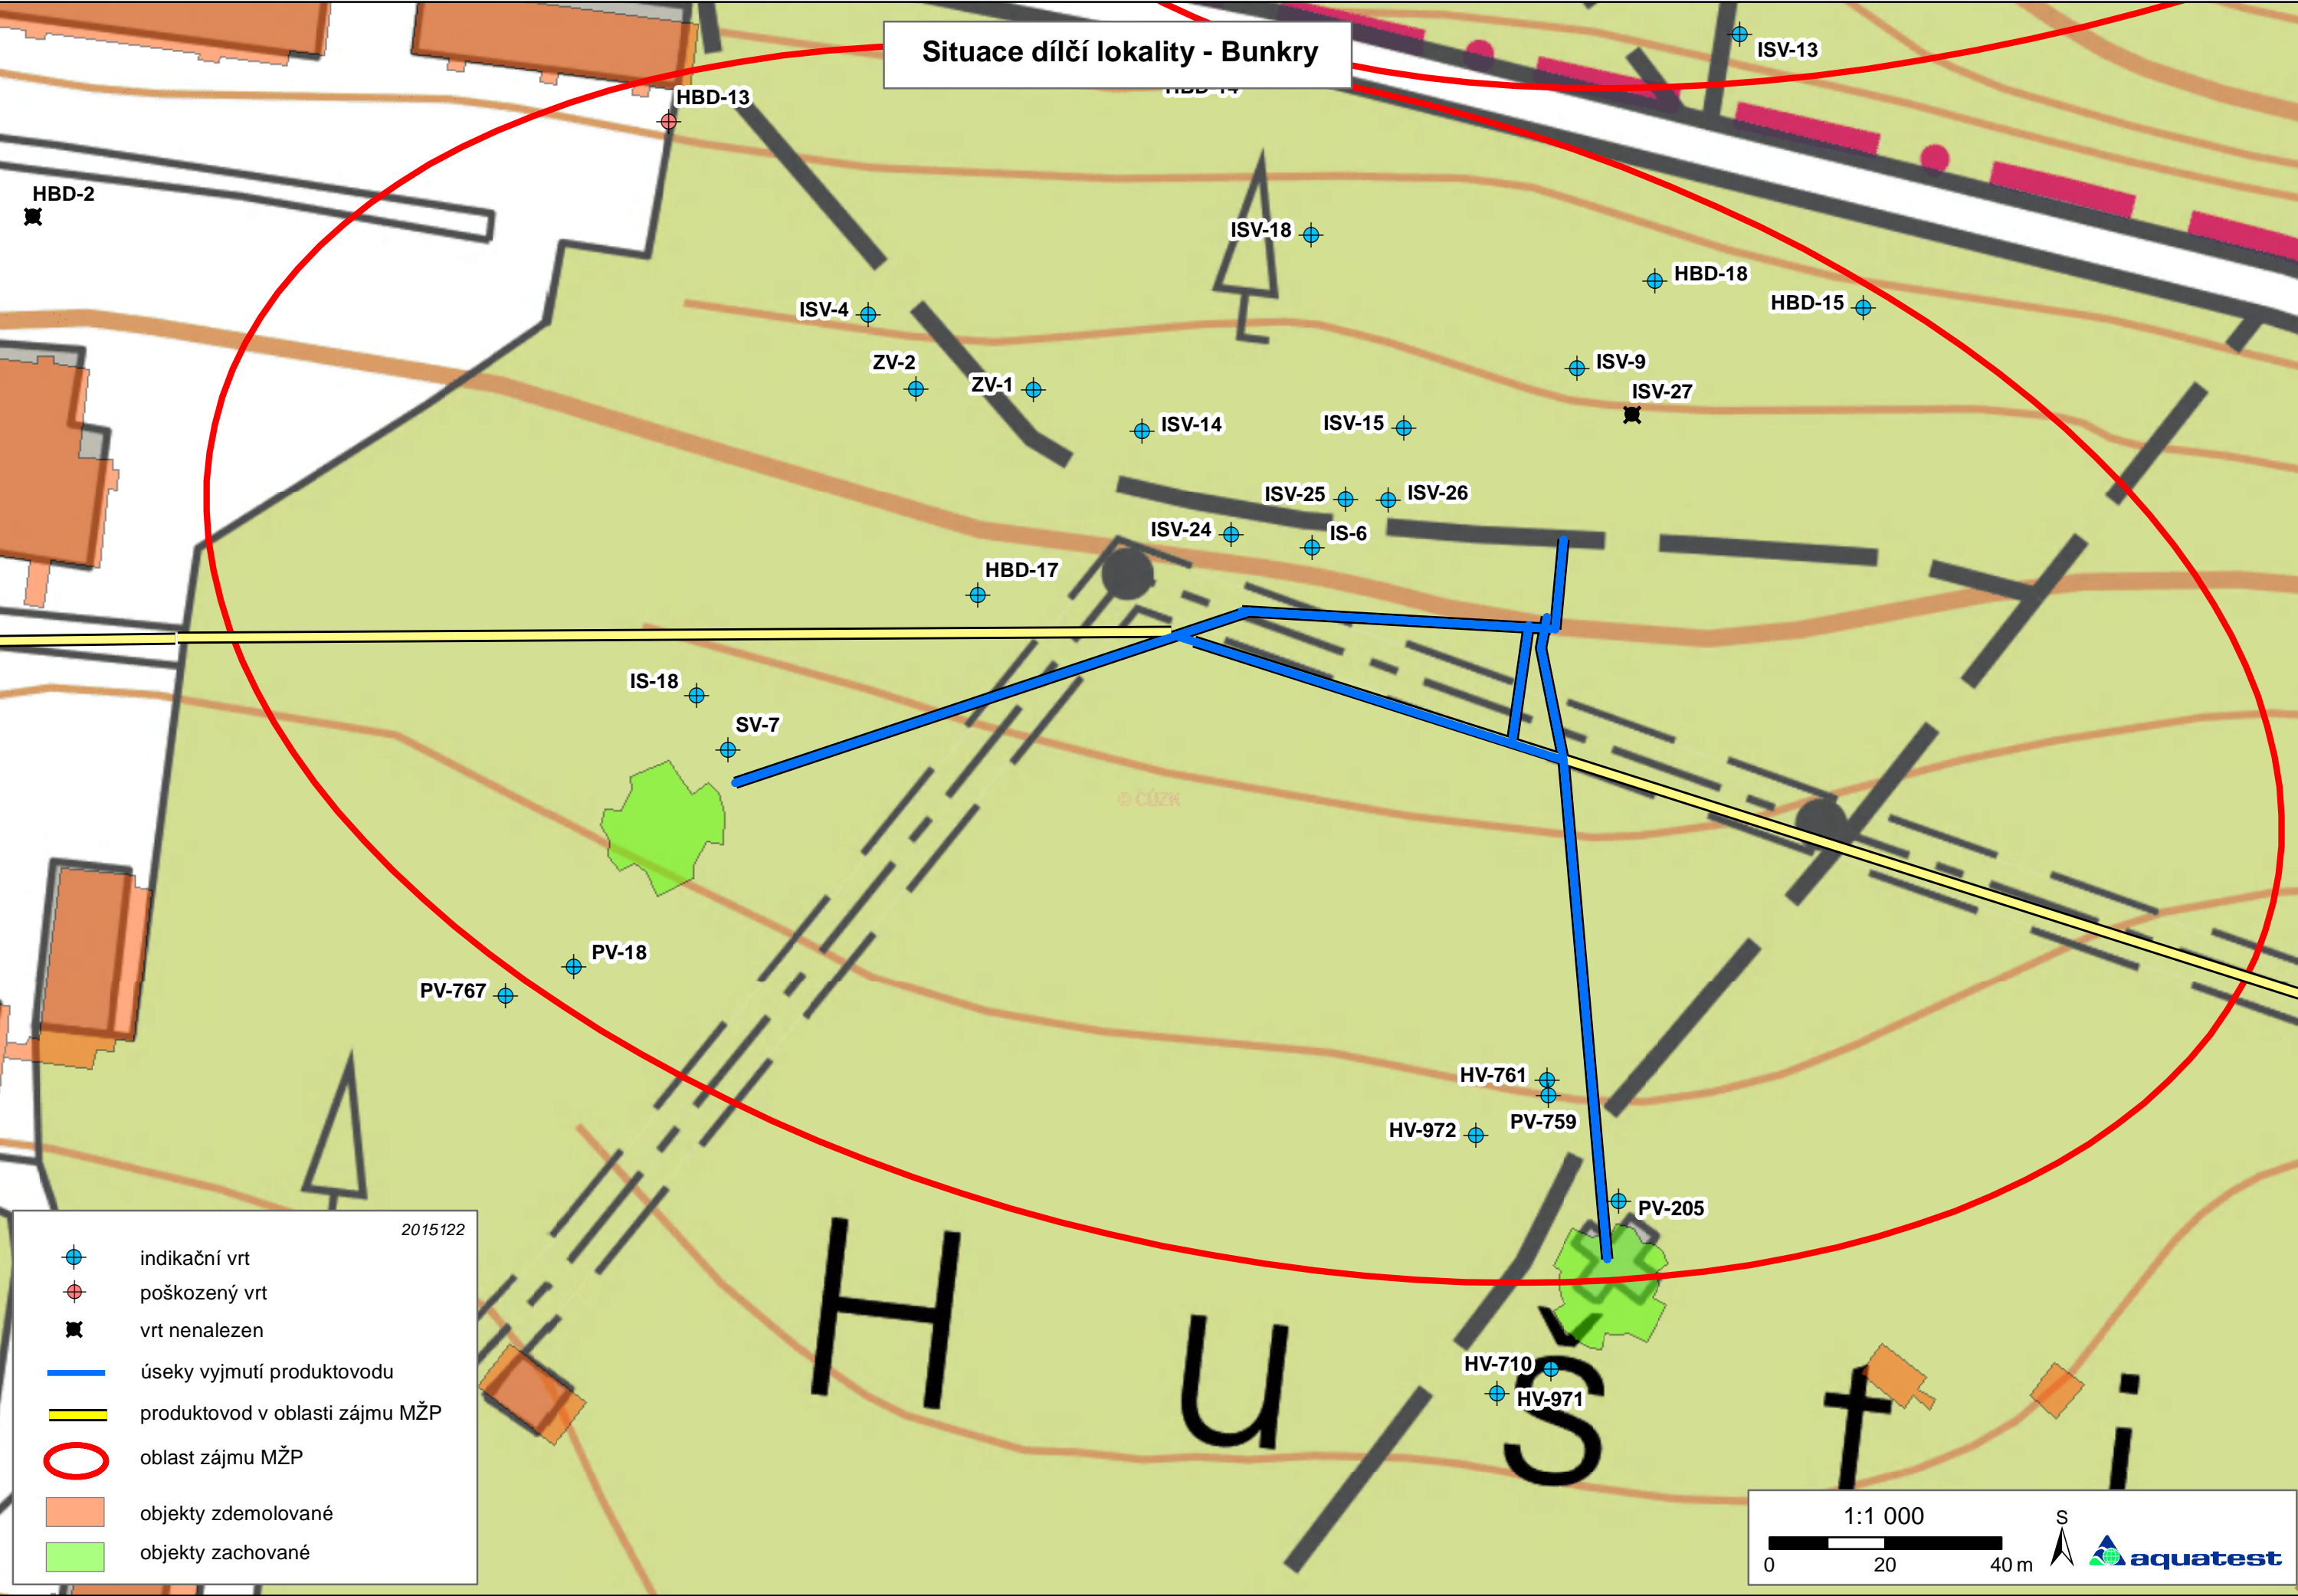 Situace dílčí lokality - Bunkry
ISV-13
HBD-13
HBD-14
HBD-2
ISV-18
HBD-18
HBD-15
ISV-4
ZV-2
ZV-1
ISV-9
ISV-27
ISV-14
ISV-15
ISV-25
ISV-26
ISV-24
IS-6
HBD-17
IS-18
SV-7
© ČÚZK
PV-18
PV-767
HV-761
PV-759
HV-972
PV-205
HV-710
HV-971
H u š t i
2015122
indikační vrt
poškozený vrt
vrt nenalezen
úseky vyjmutí produktovodu
produktovod v oblasti zájmu MŽP
oblast zájmu MŽP
objekty zdemolované
objekty zachované
1:1 000
0 20 40 m
S
aquatest